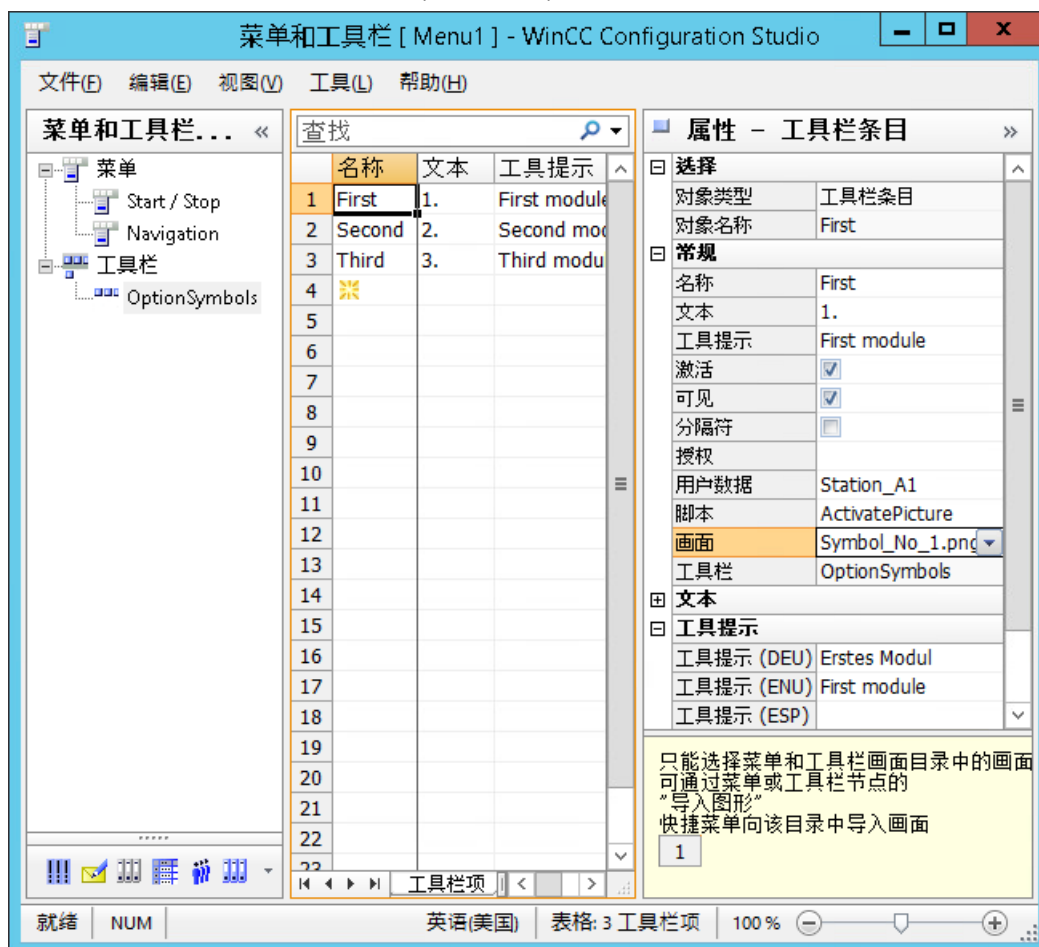 菜单和工具栏 [ Menu1 ] - WinCC Configuration Studio
文件(F) 编辑(E) 视图(V) 工具(L) 帮助(H)
菜单和工具栏... «
菜单
Start / Stop
Navigation
工具栏
OptionSymbols
查找
名称 文本 工具提示
1 First 1. First module
2 Second 2. Second mod
3 Third 3. Third modu
4
5
6
7
8
9
10
11
12
13
14
15
16
17
18
19
20
21
22
23
工具栏项
属性 - 工具栏条目 »
选择
对象类型 工具栏条目
对象名称 First
常规
名称 First
文本 1.
工具提示 First module
激活
可见
分隔符
授权
用户数据 Station_A1
脚本 ActivatePicture
画面 Symbol_No_1.png
工具栏 OptionSymbols
文本
工具提示
工具提示 (DEU) Erstes Modul
工具提示 (ENU) First module
工具提示 (ESP)
只能选择菜单和工具栏画面目录中的画面
可通过菜单或工具栏节点的
"导入图形"
快捷菜单向该目录中导入画面
1
就绪 NUM 英语(美国) 表格: 3 工具栏项 100 %